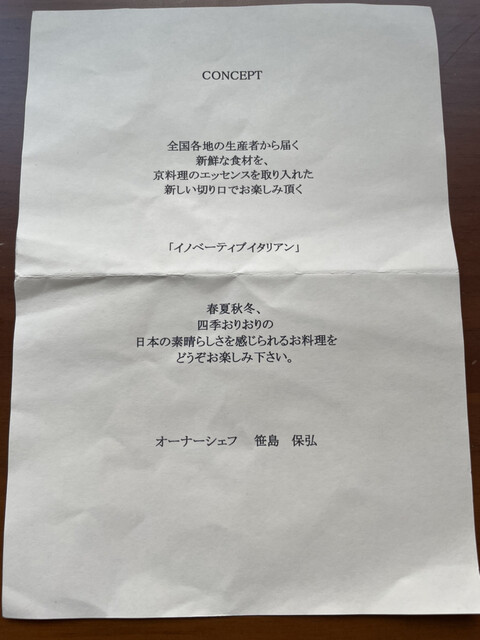 CONCEPT
全国各地の生産者から届く
新鮮な食材を、
京料理のエッセンスを取り入れた
新しい切り口でお楽しみ頂く
「イノベーティブイタリアン」
春夏秋冬、
四季おりおりの
日本の素晴らしさを感じられるお料理を
どうぞお楽しみ下さい。
オーナーシェフ　笹島　保弘